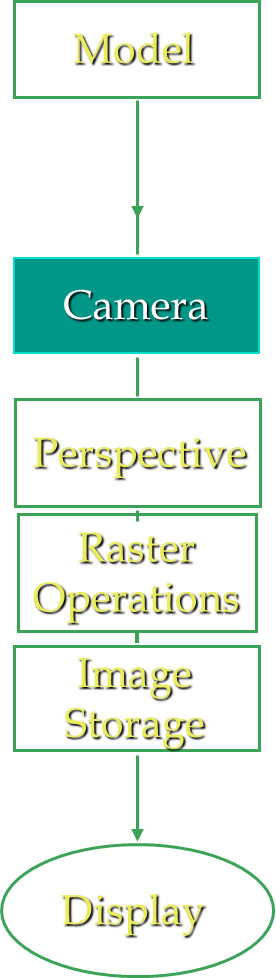 Model
Camera
Perspective
Raster
Operations
Image
Storage
Display